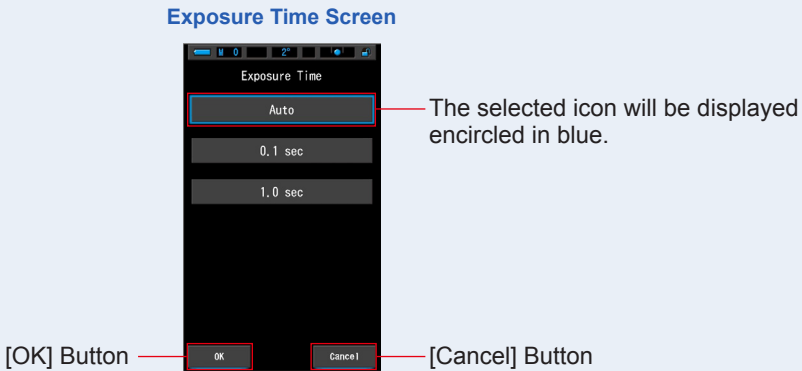 Exposure Time Screen
M 0 2°
Exposure Time
Auto
The selected icon will be displayed
encircled in blue.
0.1 sec
1.0 sec
[OK] Button
OK
Cancel
[Cancel] Button